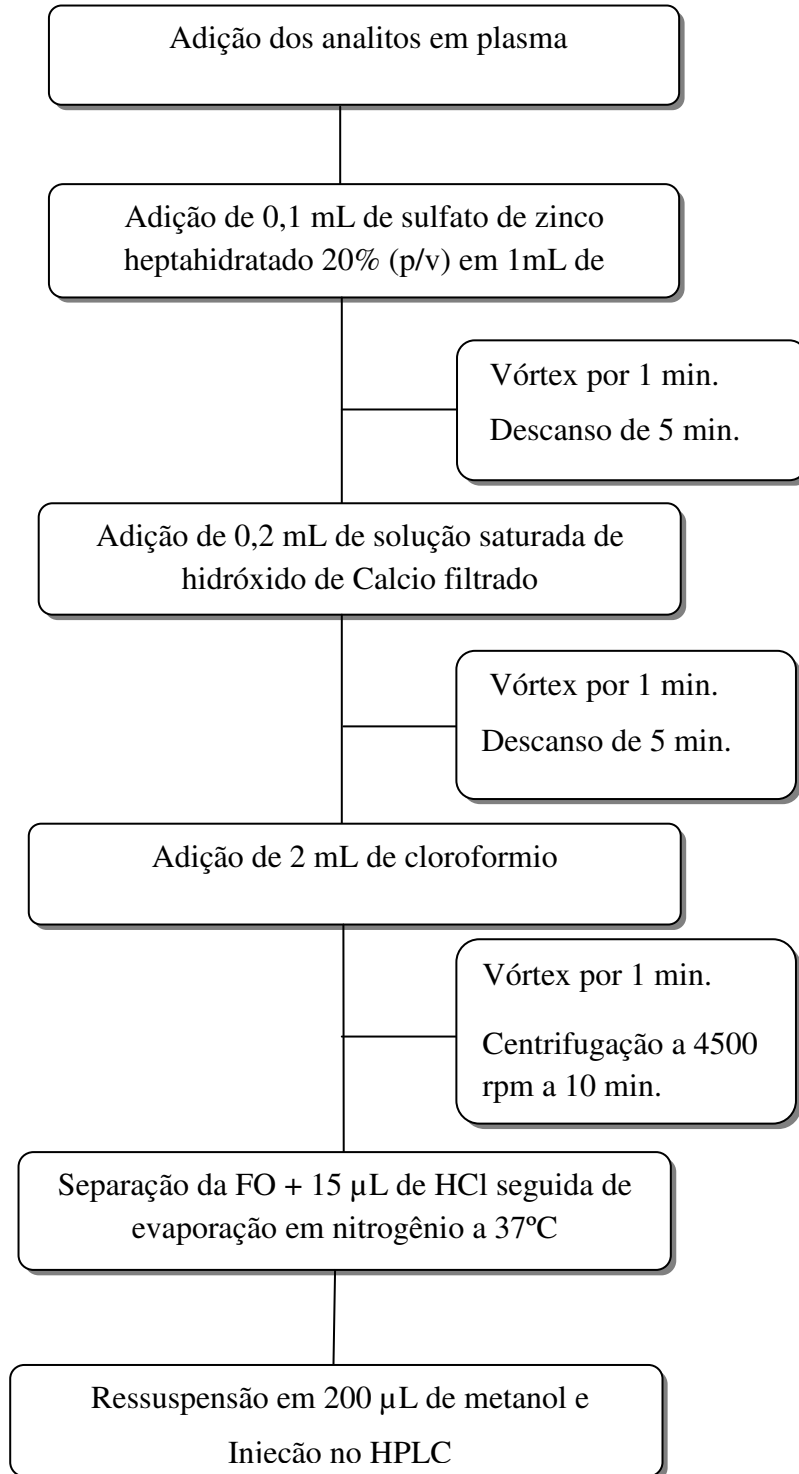 Adição dos analitos em plasma
Adição de 0,1 mL de sulfato de zinco
heptahidratado 20% (p/v) em 1mL de
Vórtex por 1 min.
Descanso de 5 min.
Adição de 0,2 mL de solução saturada de
hidróxido de Calcio filtrado
Vórtex por 1 min.
Descanso de 5 min.
Adição de 2 mL de cloroformio
Vórtex por 1 min.
Centrifugação a 4500
rpm a 10 min.
Separação da FO + 15 µL de HCl seguida de
evaporação em nitrogênio a 37ºC
Ressuspensão em 200 µL de metanol e
Injeção no HPLC